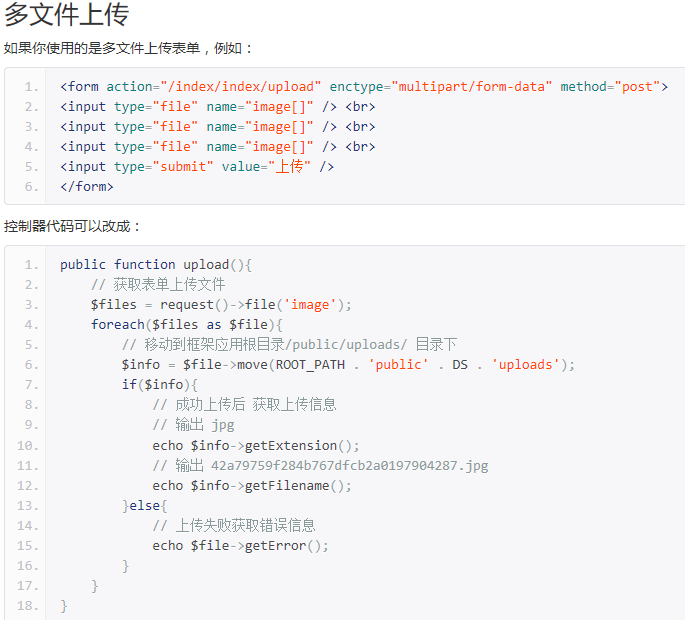 多文件上传
如果你使用的是多文件上传表单，例如：
1. <form action="/index/index/upload" enctype="multipart/form-data" method="post">
2. <input type="file" name="image[]" /> <br>
3. <input type="file" name="image[]" /> <br>
4. <input type="file" name="image[]" /> <br>
5. <input type="submit" value="上传" />
6. </form>
控制器代码可以改成：
1. public function upload(){
2.     // 获取表单上传文件
3.     $files = request()->file('image');
4.     foreach($files as $file){
5.         // 移动到框架应用根目录/public/uploads/ 目录下
6.         $info = $file->move(ROOT_PATH . 'public' . DS . 'uploads');
7.         if($info){
8.             // 成功上传后 获取上传信息
9.             // 输出 jpg
10.             echo $info->getExtension();
11.             // 输出 42a79759f284b767dfcb2a0197904287.jpg
12.             echo $info->getFilename();
13.         }else{
14.             // 上传失败获取错误信息
15.             echo $file->getError();
16.         }
17.     }
18. }